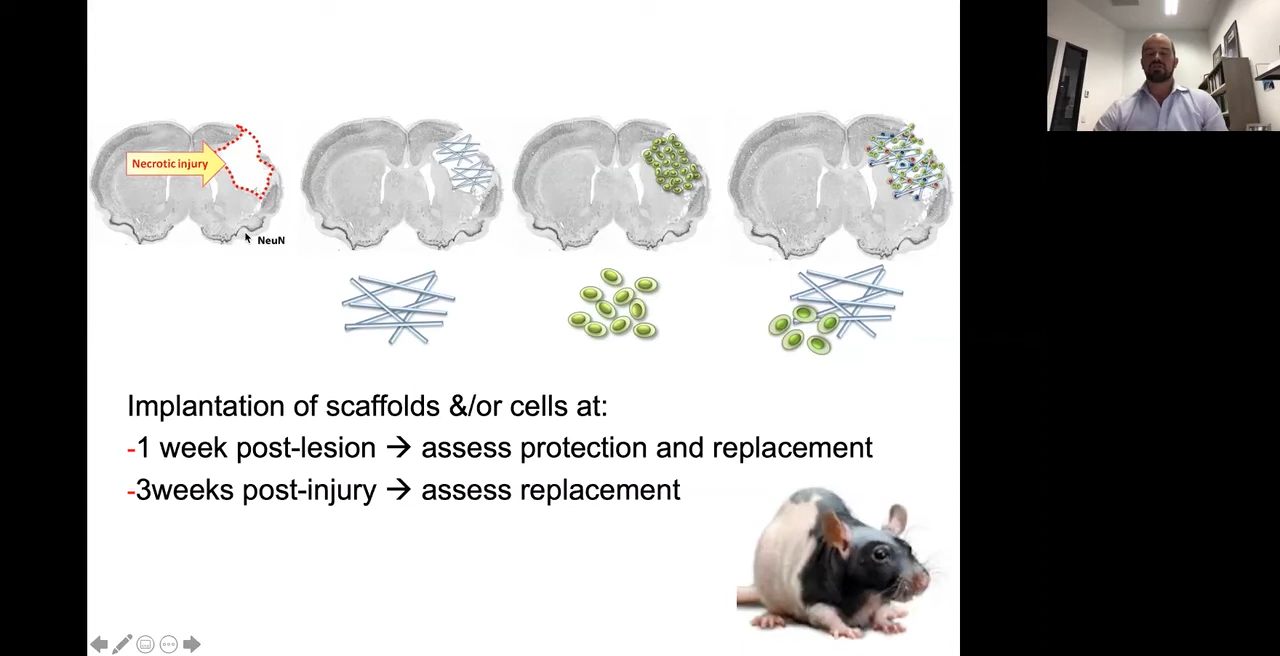 Necrotic injury
NeuN
Implantation of scaffolds &/or cells at:
-1 week post-lesion → assess protection and replacement
-3weeks post-injury → assess replacement